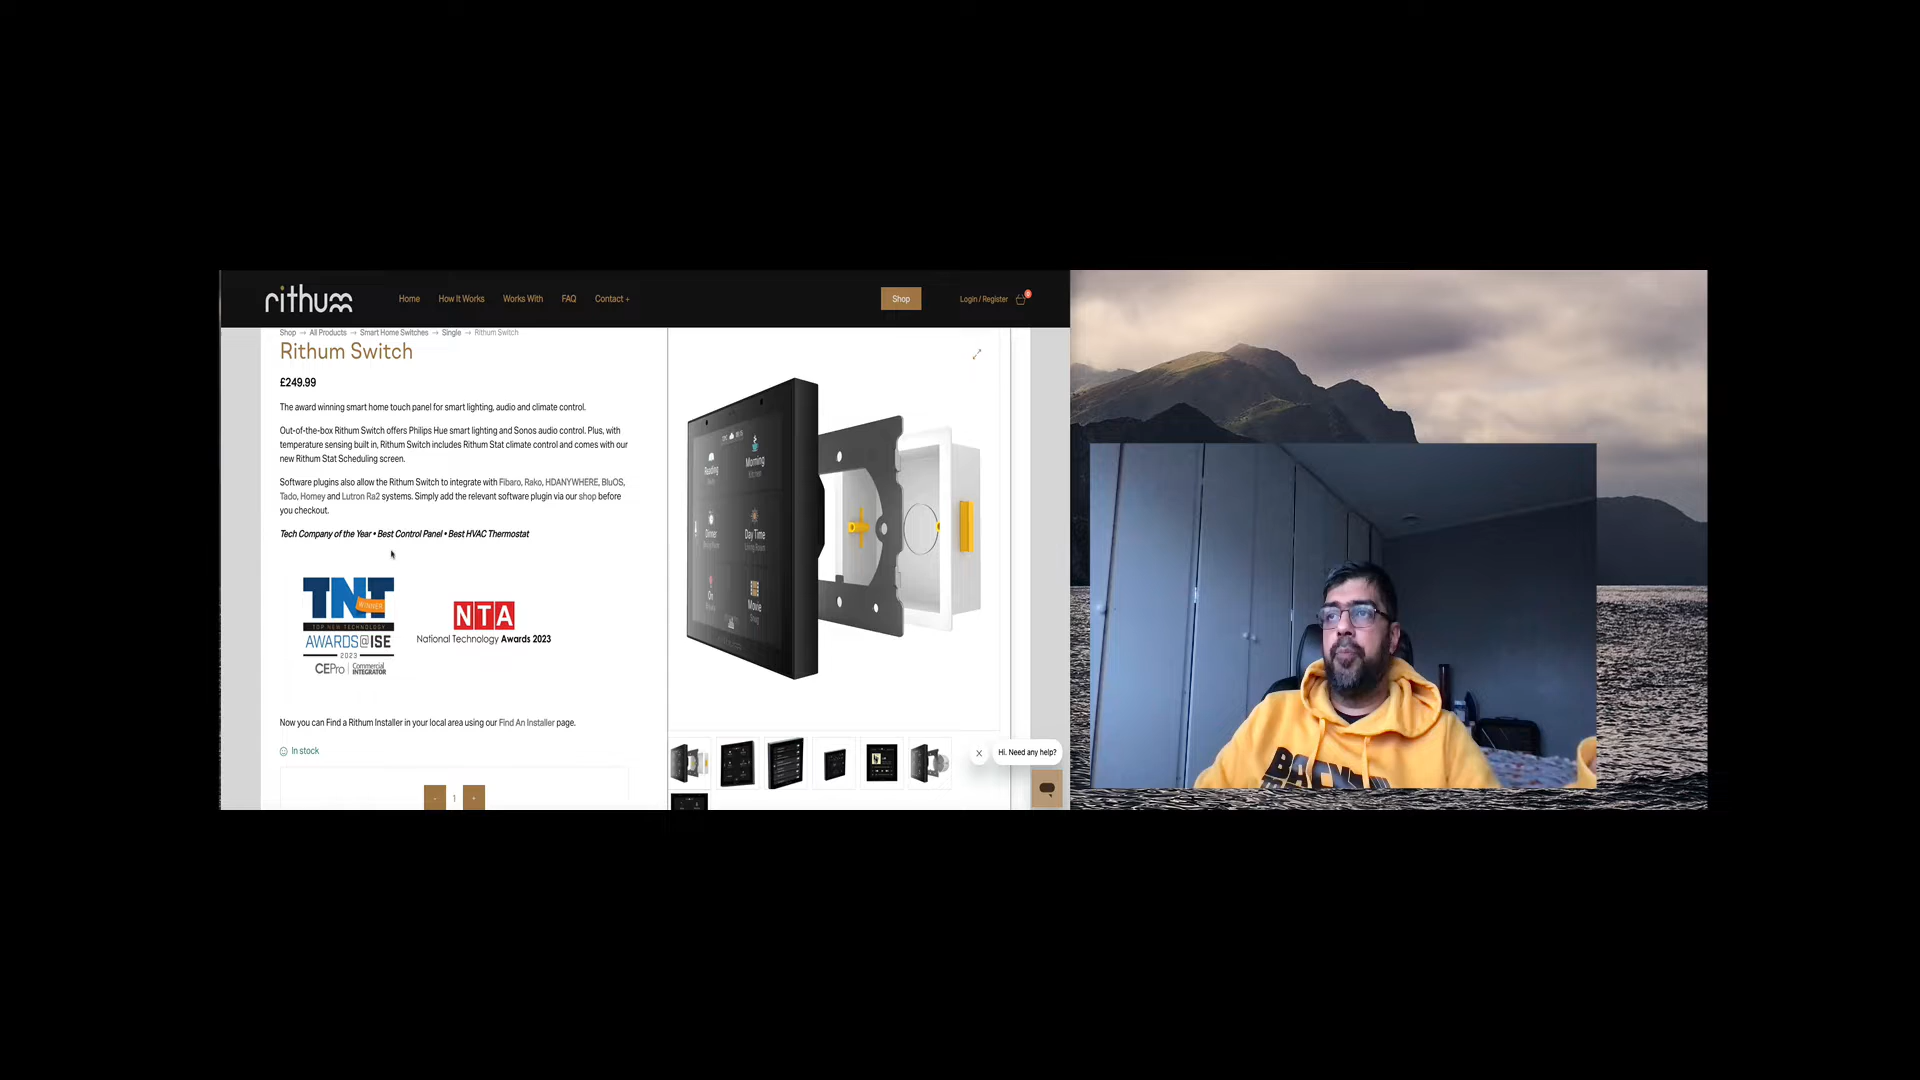 rithum
Home How It Works Works With FAQ Contact +
Shop
Login / Register
0
Shop → All Products → Smart Home Switches → Single → Rithum Switch
Rithum Switch
£249.99
The award winning smart home touch panel for smart lighting, audio and climate control.
Out-of-the-box Rithum Switch offers Philips Hue smart lighting and Sonos audio control. Plus, with
temperature sensing built in, Rithum Switch includes Rithum Stat climate control and comes with our
new Rithum Stat Scheduling screen.
Software plugins also allow the Rithum Switch to integrate with Fibaro, Rako, HDANYWHERE, BluOS,
Tado, Homey and Lutron Ra2 systems. Simply add the relevant software plugin via our shop before
you checkout.
Tech Company of the Year • Best Control Panel • Best HVAC Thermostat
TNT
WINNER
TOP NEW TECHNOLOGY
AWARDS@ISE
2023
CEPro
Commercial
INTEGRATOR
NTA
National Technology Awards 2023
Now you can Find a Rithum Installer in your local area using our Find An Installer page.
In stock
- 1 +
Reading
Morning
Kitchen
Dinner
Day Time
Living Room
On
Movie
Snug
X
Hi. Need any help?